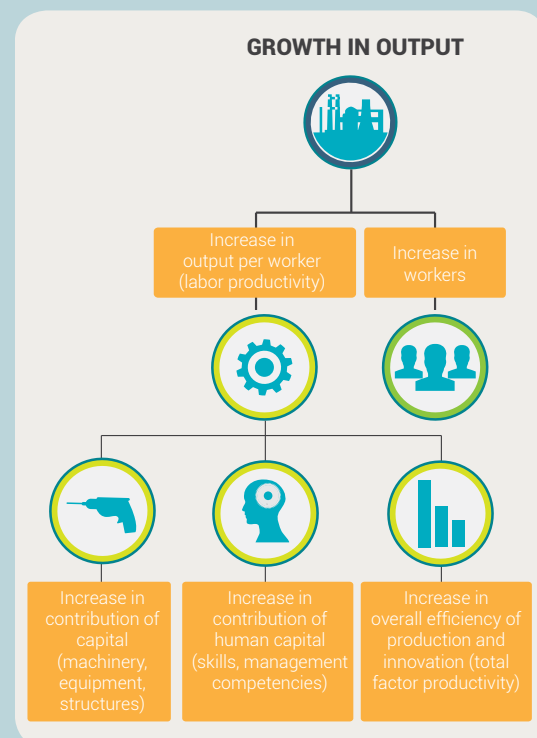 GROWTH IN OUTPUT
Increase in
output per worker
(labor productivity)
Increase in
workers
Increase in
contribution of
capital
(machinery,
equipment,
structures)
Increase in
contribution of
human capital
(skills, management
competencies)
Increase in
overall efficiency of
production and
innovation (total
factor productivity)